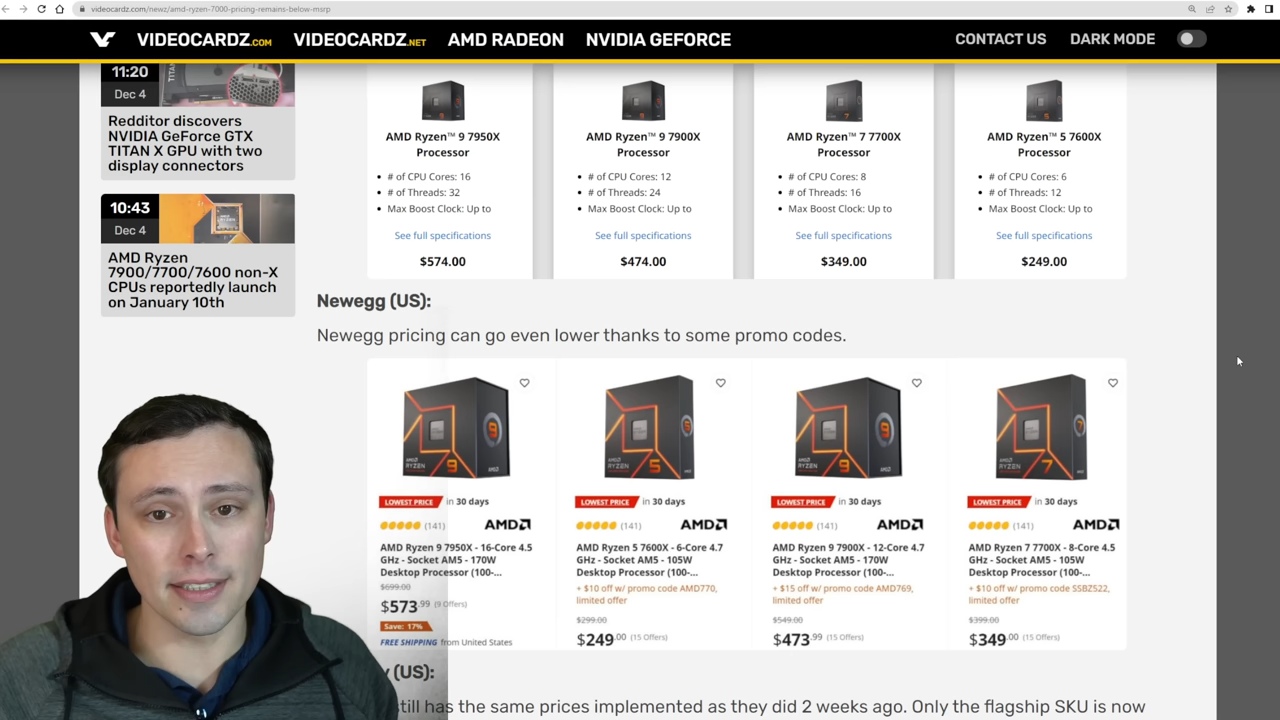 videocardz.com/newz/amd-ryzen-7000-pricing-remains-below-msrp
VIDEOCARDZ.COM
VIDEOCARDZ.NET
AMD RADEON
NVIDIA GEFORCE
CONTACT US
DARK MODE
11:20
Dec 4
Redditor discovers
NVIDIA GeForce GTX
TITAN X GPU with two
display connectors
10:43
Dec 4
AMD Ryzen
7900/7700/7600 non-X
CPUs reportedly launch
on January 10th
AMD Ryzen™ 9 7950X
Processor
# of CPU Cores: 16
# of Threads: 32
Max Boost Clock: Up to
See full specifications
$574.00
AMD Ryzen™ 9 7900X
Processor
# of CPU Cores: 12
# of Threads: 24
Max Boost Clock: Up to
See full specifications
$474.00
AMD Ryzen™ 7 7700X
Processor
# of CPU Cores: 8
# of Threads: 16
Max Boost Clock: Up to
See full specifications
$349.00
AMD Ryzen™ 5 7600X
Processor
# of CPU Cores: 6
# of Threads: 12
Max Boost Clock: Up to
See full specifications
$249.00
Newegg (US):
Newegg pricing can go even lower thanks to some promo codes.
LOWEST PRICE in 30 days
(141) AMD
AMD Ryzen 9 7950X - 16-Core 4.5
GHz - Socket AM5 - 170W
Desktop Processor (100-...
$699.00
$573.99 (9 Offers)
Save: 17%
FREE SHIPPING from United States
LOWEST PRICE in 30 days
(141) AMD
AMD Ryzen 5 7600X - 6-Core 4.7
GHz - Socket AM5 - 105W
Desktop Processor (100-...
+ $10 off w/ promo code AMD770,
limited offer
$299.00
$249.00 (15 Offers)
LOWEST PRICE in 30 days
(141) AMD
AMD Ryzen 9 7900X - 12-Core 4.7
GHz - Socket AM5 - 170W
Desktop Processor (100-...
+ $15 off w/ promo code AMD769,
limited offer
$549.00
$473.99 (15 Offers)
LOWEST PRICE in 30 days
(141) AMD
AMD Ryzen 7 7700X - 8-Core 4.5
GHz - Socket AM5 - 105W
Desktop Processor (100-...
+ $10 off w/ promo code SSBZ522,
limited offer
$399.00
$349.00 (15 Offers)
(US):
still has the same prices implemented as they did 2 weeks ago. Only the flagship SKU is now